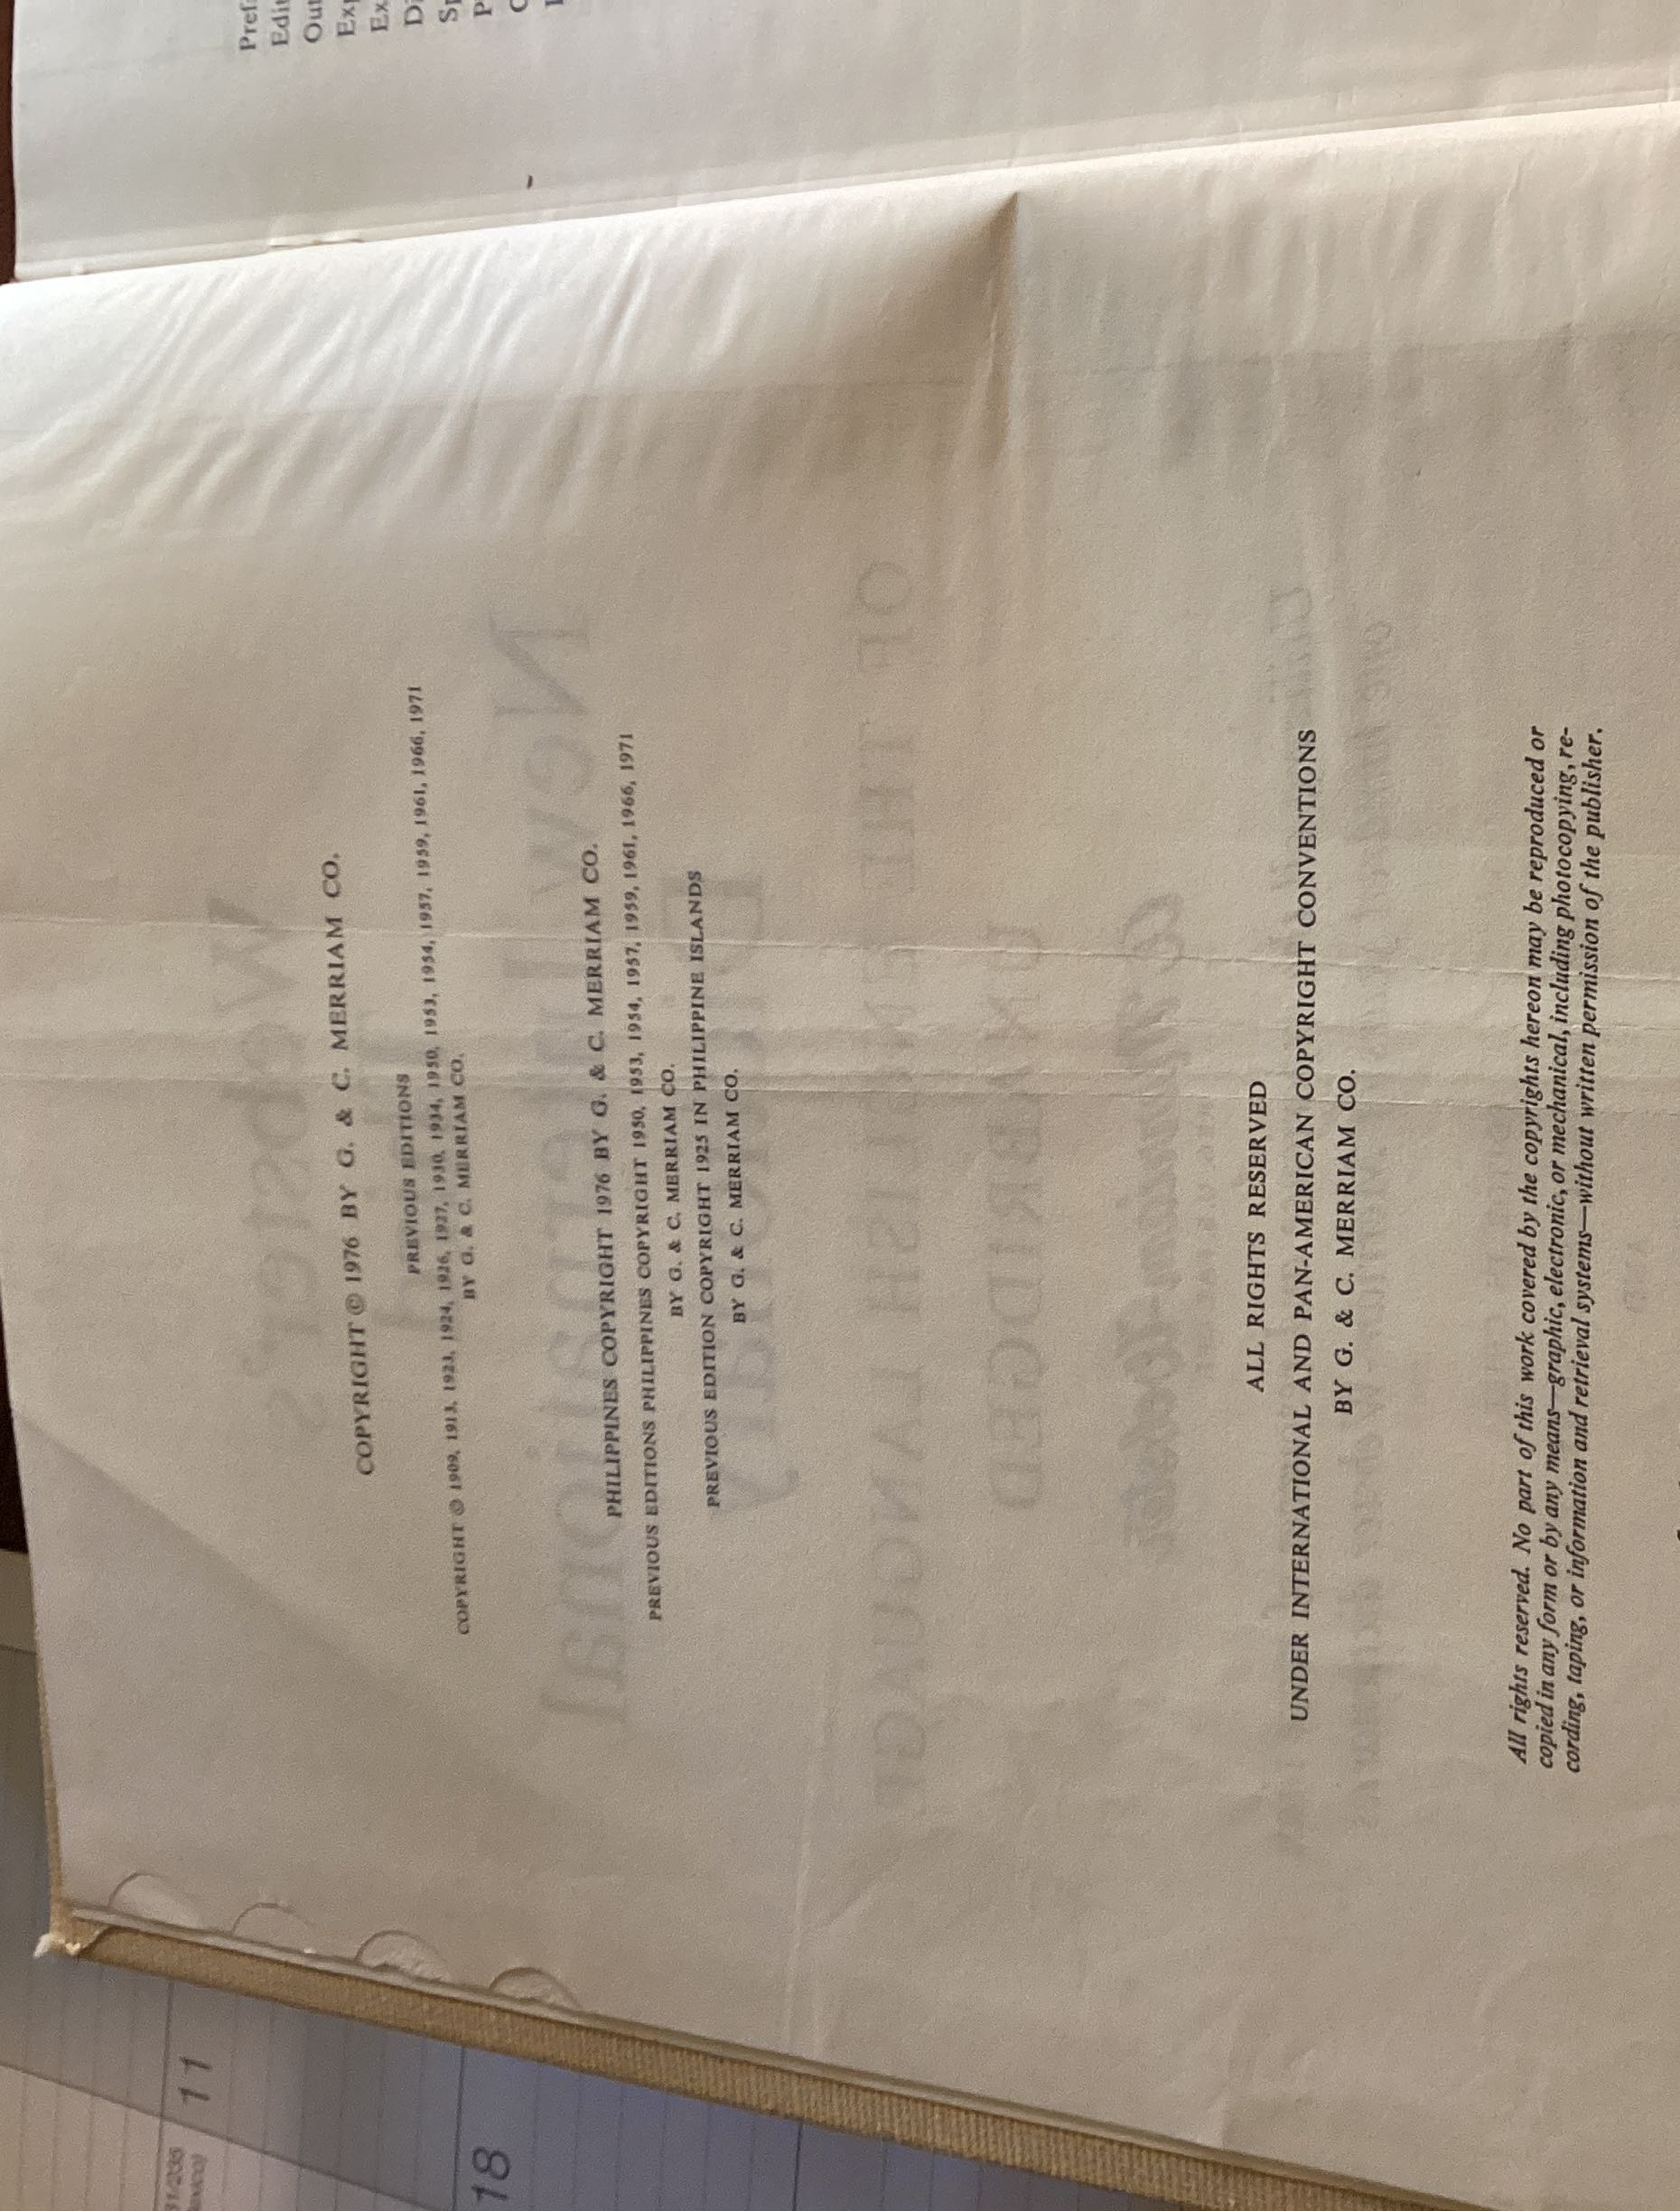 COPYRIGHT © 1976 BY G. & C. MERRIAM CO.
PREVIOUS EDITIONS
COPYRIGHT © 1909, 1913, 1923, 1924, 1926, 1927, 1930, 1934, 1950, 1953, 1954, 1957, 1959, 1961, 1966, 1971
BY G. & C. MERRIAM CO.
PHILIPPINES COPYRIGHT 1976 BY G. & C. MERRIAM CO.
PREVIOUS EDITIONS PHILIPPINES COPYRIGHT 1950, 1953, 1954, 1957, 1959, 1961, 1966, 1971
BY G. & C. MERRIAM CO.
PREVIOUS EDITION COPYRIGHT 1925 IN PHILIPPINE ISLANDS
BY G. & C. MERRIAM CO.
ALL RIGHTS RESERVED
UNDER INTERNATIONAL AND PAN-AMERICAN COPYRIGHT CONVENTIONS
BY G. & C. MERRIAM CO.
All rights reserved. No part of this work covered by the copyrights hereon may be reproduced or
copied in any form or by any means—graphic, electronic, or mechanical, including photocopying, re-
cording, taping, or information and retrieval systems—without written permission of the publisher.
Pref
Edit
Out
Exp
Ex
D
S
P
11
18